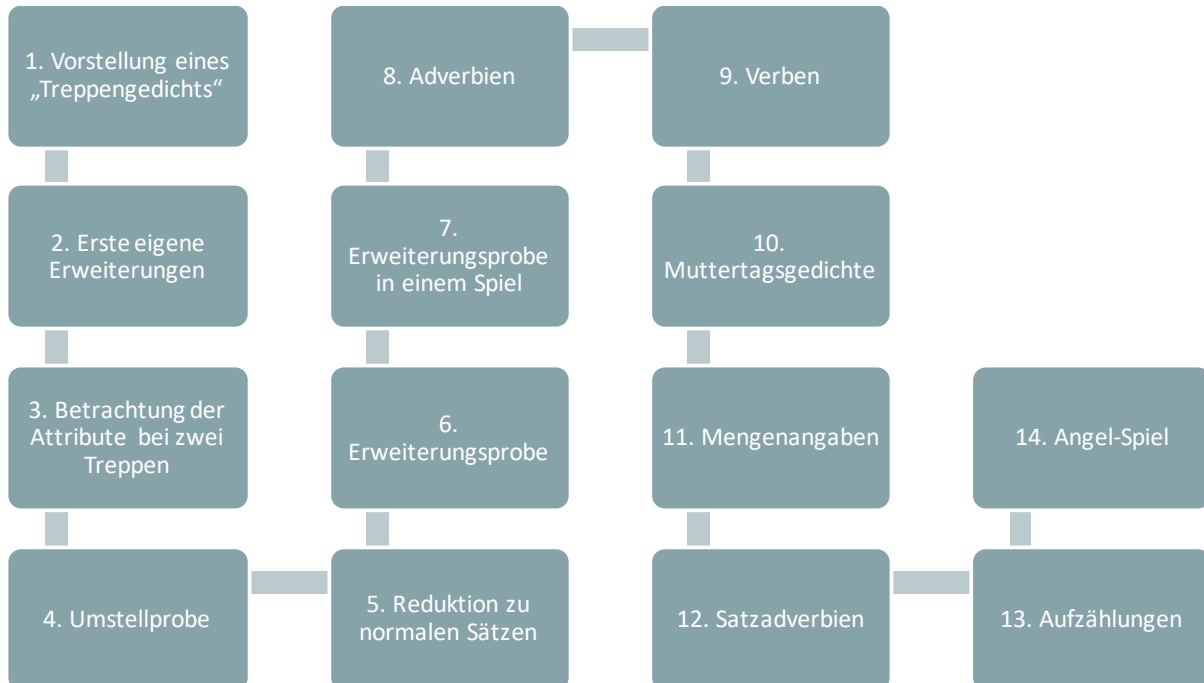 1. Vorstellung eines
„Treppengedichts“
2. Erste eigene
Erweiterungen
3. Betrachtung der
Attribute bei zwei
Treppen
4. Umstellprobe
5. Reduktion zu
normalen Sätzen
6.
Erweiterungsprobe
7.
Erweiterungsprobe
in einem Spiel
8. Adverbien
9. Verben
10.
Muttertagsgedichte
11. Mengenangaben
12. Satzadverbien
13. Aufzählungen
14. Angel-Spiel